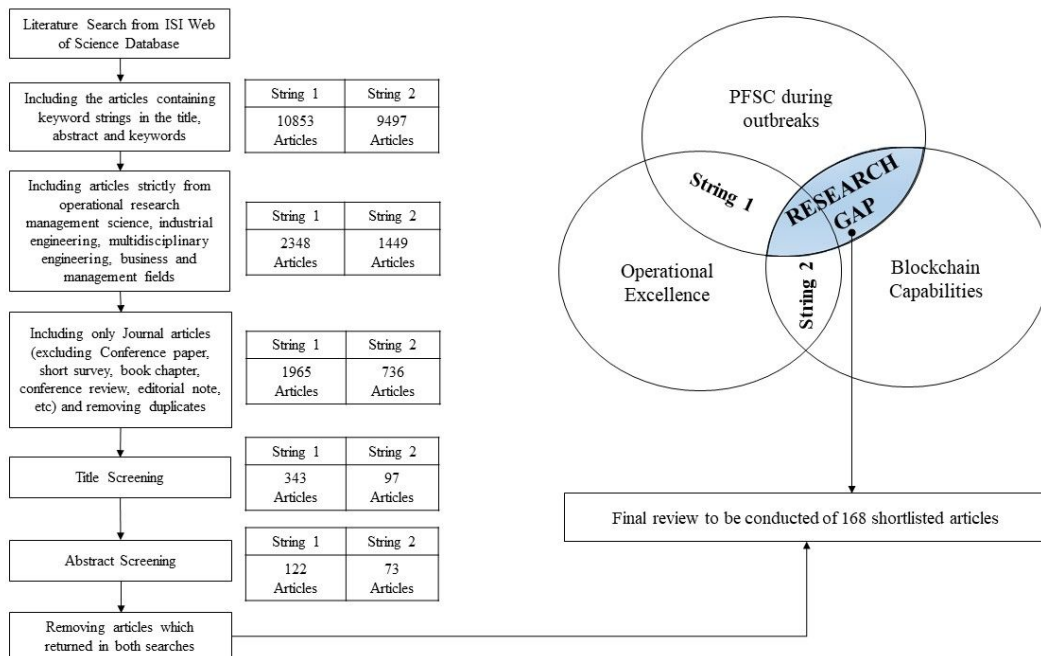 Literature Search from ISI Web
of Science Database
Including the articles containing
keyword strings in the title,
abstract and keywords
String 1
String 2
10853
Articles
9497
Articles
Including articles strictly from
operational research
management science, industrial
engineering, multidisciplinary
engineering, business and
management fields
String 1
String 2
2348
Articles
1449
Articles
Including only Journal articles
(excluding Conference paper,
short survey, book chapter,
conference review, editorial note,
etc) and removing duplicates
String 1
String 2
1965
Articles
736
Articles
Title Screening
String 1
String 2
343
Articles
97
Articles
Abstract Screening
String 1
String 2
122
Articles
73
Articles
Removing articles which
returned in both searches
PFSC during
outbreaks
String 1
RESEARCH
GAP
Operational
Excellence
String 2
Blockchain
Capabilities
Final review to be conducted of 168 shortlisted articles